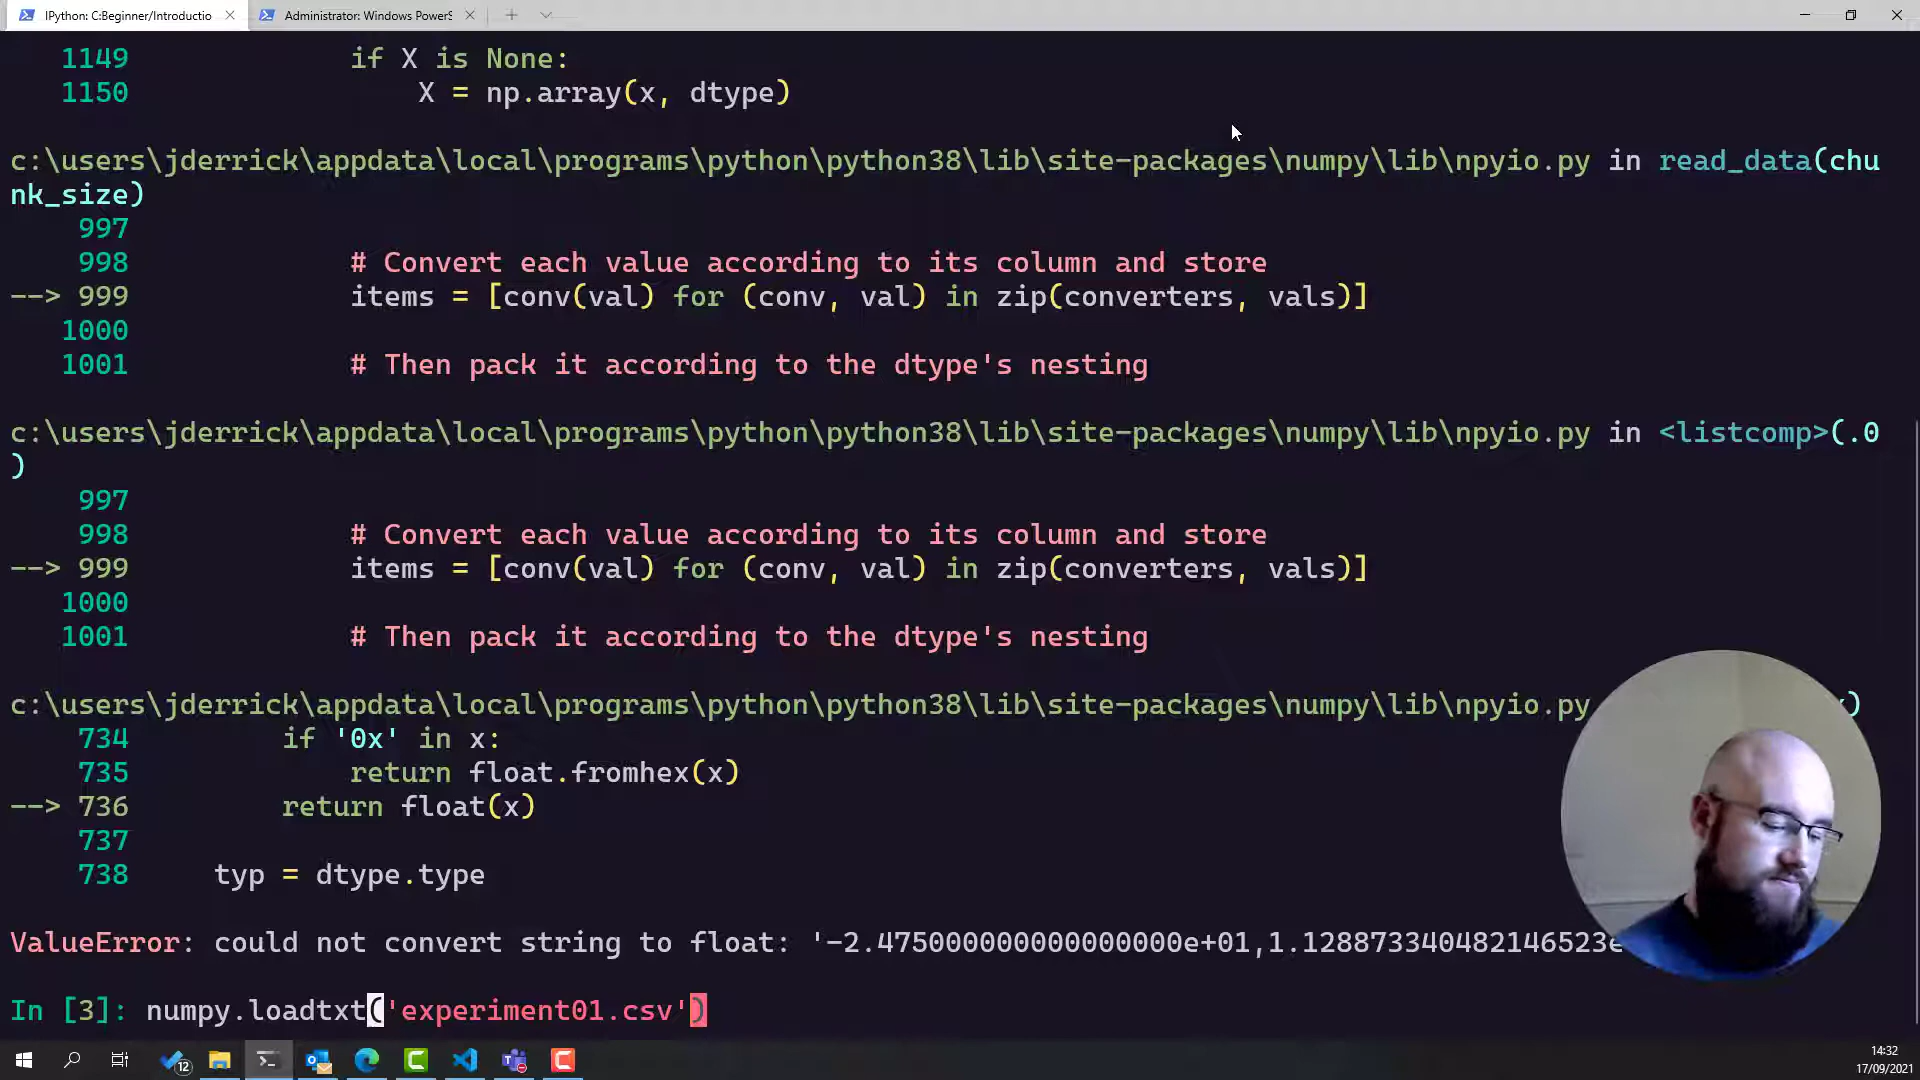 IPython: C:Beginner/Introductio
Administrator: Windows PowerS
1149 if X is None:
1150 X = np.array(x, dtype)
c:\users\jderrick\appdata\local\programs\python\python38\lib\site-packages\numpy\lib\npyio.py in read_data(chu
nk_size)
997
998 # Convert each value according to its column and store
--> 999 items = [conv(val) for (conv, val) in zip(converters, vals)]
1000
1001 # Then pack it according to the dtype's nesting
c:\users\jderrick\appdata\local\programs\python\python38\lib\site-packages\numpy\lib\npyio.py in <listcomp>(.0
)
997
998 # Convert each value according to its column and store
--> 999 items = [conv(val) for (conv, val) in zip(converters, vals)]
1000
1001 # Then pack it according to the dtype's nesting
c:\users\jderrick\appdata\local\programs\python\python38\lib\site-packages\numpy\lib\npyio.py )
734 if '0x' in x:
735 return float.fromhex(x)
--> 736 return float(x)
737
738 typ = dtype.type
ValueError: could not convert string to float: '-2.475000000000000000e+01,1.128873340482146523e
In [3]: numpy.loadtxt('experiment01.csv')
12
14:32
17/09/2021